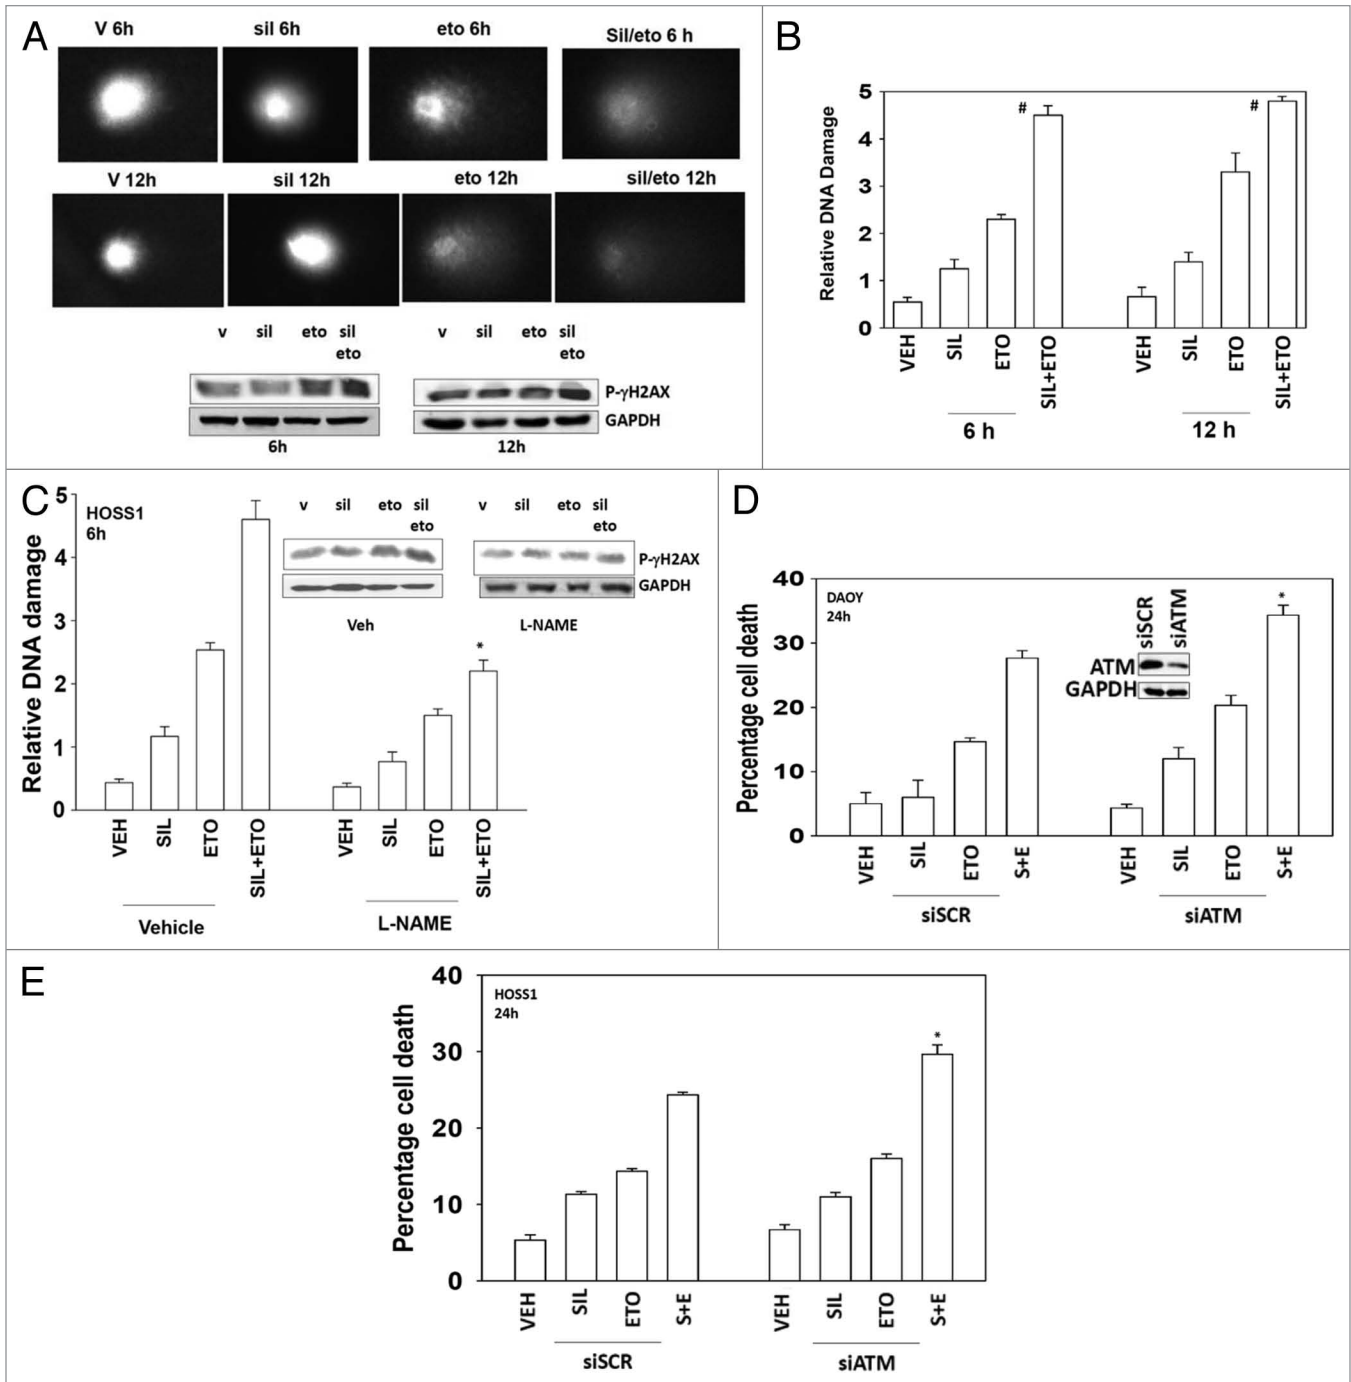 A
V 6h
sil 6h
eto 6h
Sil/eto 6 h
V 12h
sil 12h
eto 12h
sil/eto 12h
v sil eto sil
eto
v sil eto sil
eto
P-γH2AX
GAPDH
6h
12h
B
Relative DNA Damage
5
4
3
2
1
0
VEH
SIL
ETO
SIL+ETO
#
VEH
SIL
ETO
SIL+ETO
#
6 h
12 h
C
HOSS1
6h
Relative DNA damage
5
4
3
2
1
0
v sil eto sil
eto
v sil eto sil
eto
P-γH2AX
GAPDH
Veh
L-NAME
*
VEH
SIL
ETO
SIL+ETO
VEH
SIL
ETO
SIL+ETO
Vehicle
L-NAME
D
DAOY
24h
Percentage cell death
40
30
20
10
0
siSCR
siATM
ATM
GAPDH
*
VEH
SIL
ETO
S+E
VEH
SIL
ETO
S+E
siSCR
siATM
E
HOSS1
24h
Percentage cell death
40
30
20
10
0
*
VEH
SIL
ETO
S+E
VEH
SIL
ETO
S+E
siSCR
siATM